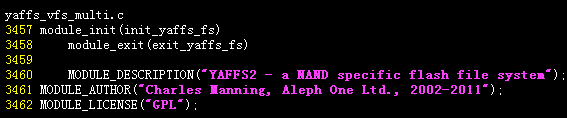 yaffs_vfs_multi.c
3457 module_init(init_yaffs_fs)
3458     module_exit(exit_yaffs_fs)
3459
3460     MODULE_DESCRIPTION("YAFFS2 - a NAND specific flash file system");
3461 MODULE_AUTHOR("Charles Manning, Aleph One Ltd., 2002-2011");
3462 MODULE_LICENSE("GPL");